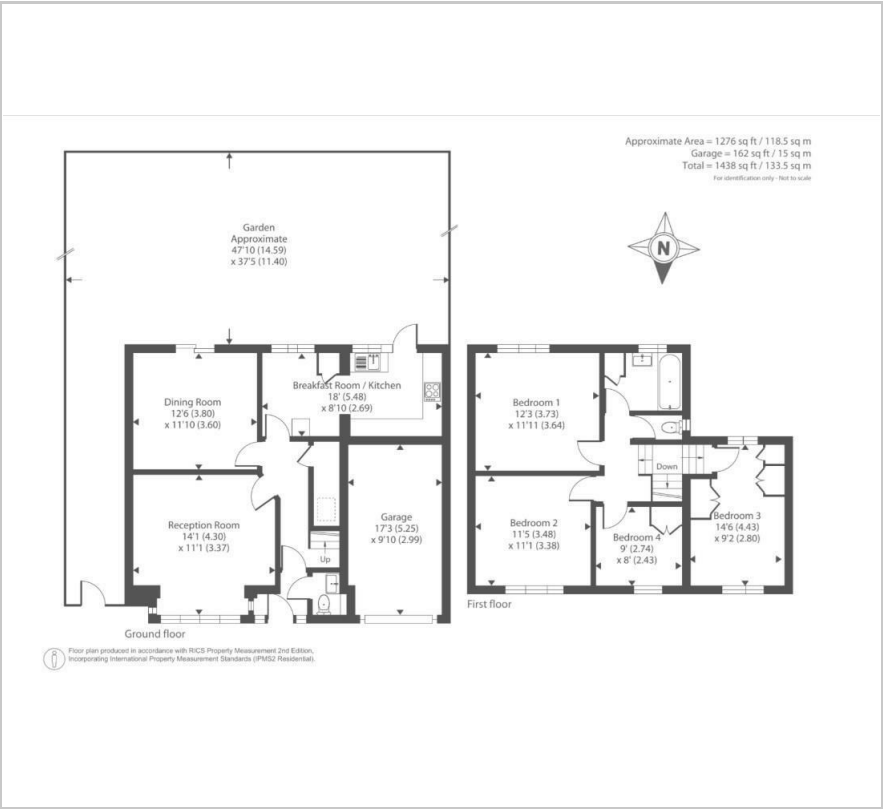 Approximate Area = 1276 sq ft / 118.5 sq m
Garage = 162 sq ft / 15 sq m
Total = 1438 sq ft / 133.5 sq m
For identification only - Not to scale
N
Garden
Approximate
47'10 (14.59)
x 37'5 (11.40)
Dining Room
12'6 (3.80)
x 11'10 (3.60)
Breakfast Room / Kitchen
18' (5.48)
x 8'10 (2.69)
Reception Room
14'1 (4.30)
x 11'1 (3.37)
Garage
17'3 (5.25)
x 9'10 (2.99)
Up
Ground floor
Bedroom 1
12'3 (3.73)
x 11'11 (3.64)
Down
Bedroom 2
11'5 (3.48)
x 11'1 (3.38)
Bedroom 4
9' (2.74)
x 8' (2.43)
Bedroom 3
14'6 (4.43)
x 9'2 (2.80)
First floor
Floor plan produced in accordance with RICS Property Measurement 2nd Edition,
Incorporating International Property Measurement Standards (IPMS2 Residential).